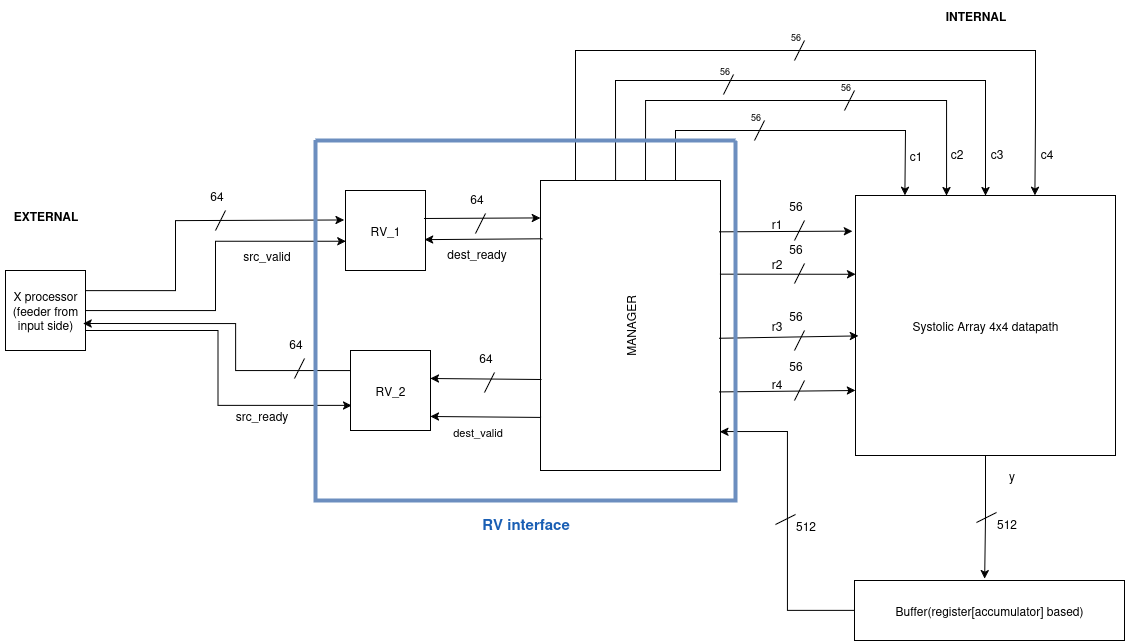 INTERNAL
56
56
56
56
c1
c2
c3
c4
EXTERNAL
64
src_valid
RV_1
64
dest_ready
X processor
(feeder from
input side)
64
src_ready
RV_2
64
dest_valid
MANAGER
56
r1
56
r2
56
r3
56
r4
Systolic Array 4x4 datapath
y
512
512
RV interface
Buffer(register[accumulator] based)